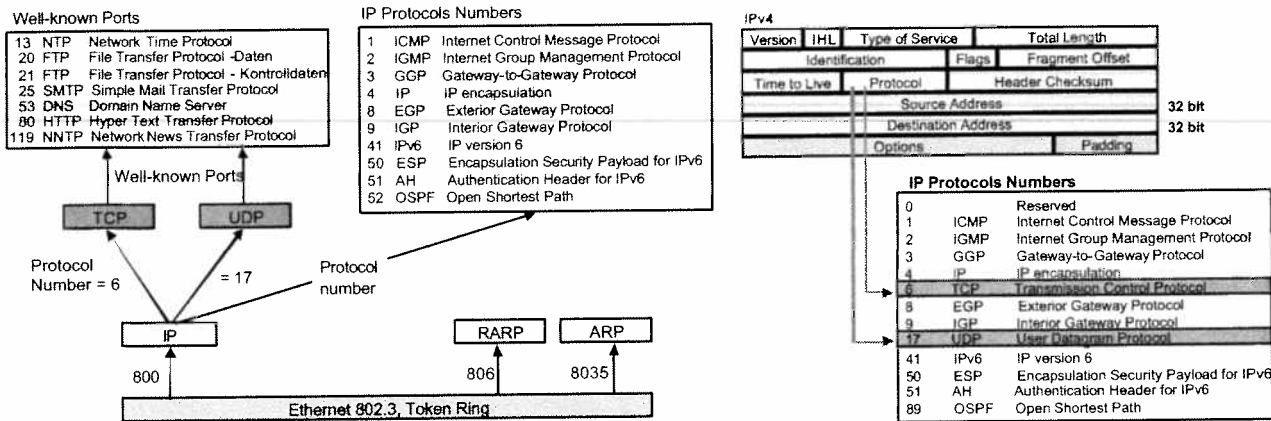 Well-known Ports
13 NTP Network Time Protocol
20 FTP File Transfer Protocol -Daten
21 FTP File Transfer Protocol - Kontrolldaten
25 SMTP Simple Mail Transfer Protocol
53 DNS Domain Name Server
80 HTTP Hyper Text Transfer Protocol
119 NNTP Network News Transfer Protocol
Well-known Ports
TCP
UDP
Protocol
Number = 6
= 17
Protocol
number
IP
RARP
ARP
800
806
8035
Ethernet 802.3, Token Ring
IP Protocols Numbers
1 ICMP Internet Control Message Protocol
2 IGMP Internet Group Management Protocol
3 GGP Gateway-to-Gateway Protocol
4 IP IP encapsulation
8 EGP Exterior Gateway Protocol
9 IGP Interior Gateway Protocol
41 IPv6 IP version 6
50 ESP Encapsulation Security Payload for IPv6
51 AH Authentication Header for IPv6
52 OSPF Open Shortest Path
IPv4
Version IHL Type of Service Total Length
Identification Flags Fragment Offset
Time to Live Protocol Header Checksum
Source Address 32 bit
Destination Address 32 bit
Options Padding
IP Protocols Numbers
0 Reserved
1 ICMP Internet Control Message Protocol
2 IGMP Internet Group Management Protocol
3 GGP Gateway-to-Gateway Protocol
4 IP IP encapsulation
6 TCP Transmission Control Protocol
8 EGP Exterior Gateway Protocol
9 IGP Interior Gateway Protocol
17 UDP User Datagram Protocol
41 IPv6 IP version 6
50 ESP Encapsulation Security Payload for IPv6
51 AH Authentication Header for IPv6
89 OSPF Open Shortest Path